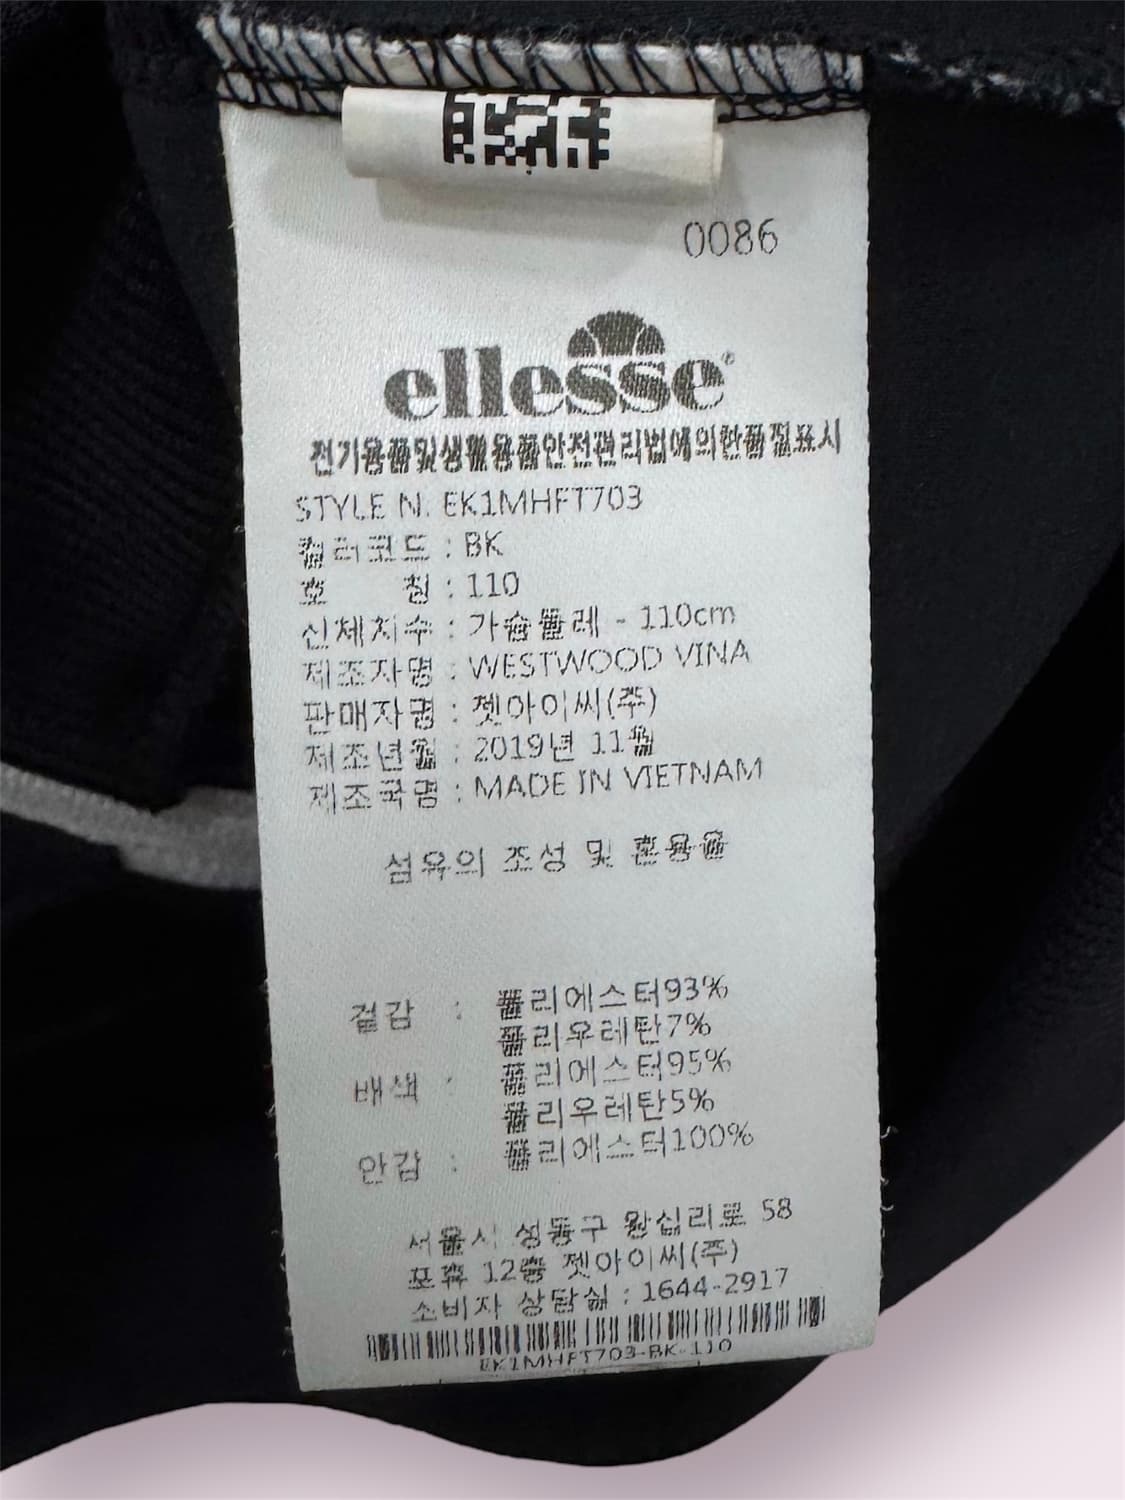 0086
ellesse®
전기용품및생활용품안전관리법에의한품질표시
STYLE N. EK1MHFT703
컬러코드 : BK
호 칭 : 110
신체치수 : 가슴둘레 - 110cm
제조자명 : WESTWOOD VINA
판매자명 : 젯아이씨(주)
제조년월 : 2019년 11월
제조국명 : MADE IN VIETNAM
섬유의 조성 및 혼용율
겉감 : 폴리에스터93%
폴리우레탄7%
배색 : 폴리에스터95%
폴리우레탄5%
안감 : 폴리에스터100%
서울시 성동구 왕십리로 58
포휴 12층 젯아이씨(주)
소비자 상담실 : 1644-2917
EK1MHFT703-BK-110